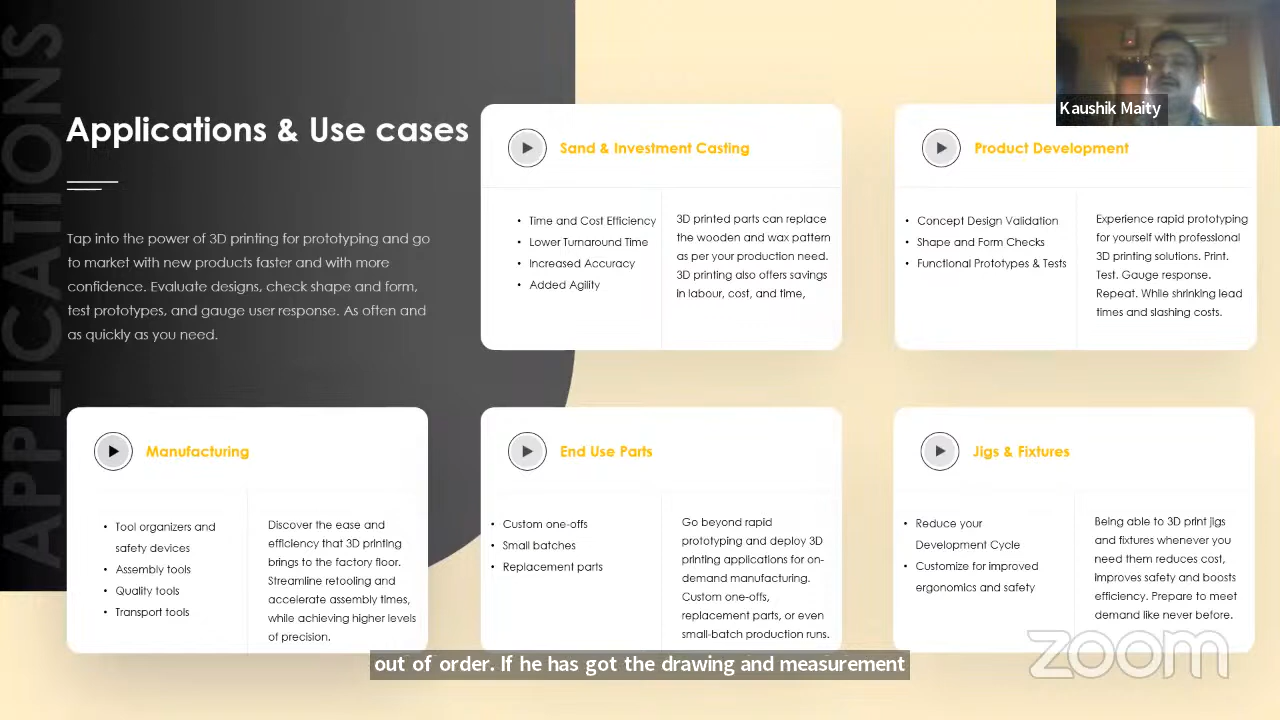 APPLICATIONS
Applications & Use cases
Tap into the power of 3D printing for prototyping and go
to market with new products faster and with more
confidence. Evaluate designs, check shape and form,
test prototypes, and gauge user response. As often and
as quickly as you need.
Sand & Investment Casting
• Time and Cost Efficiency
• Lower Turnaround Time
• Increased Accuracy
• Added Agility
3D printed parts can replace
the wooden and wax pattern
as per your production need.
3D printing also offers savings
in labour, cost, and time,
Kaushik Maity
Product Development
• Concept Design Validation
• Shape and Form Checks
• Functional Prototypes & Tests
Experience rapid prototyping
for yourself with professional
3D printing solutions. Print.
Test. Gauge response.
Repeat. While shrinking lead
times and slashing costs.
Manufacturing
• Tool organizers and
safety devices
• Assembly tools
• Quality tools
• Transport tools
Discover the ease and
efficiency that 3D printing
brings to the factory floor.
Streamline retooling and
accelerate assembly times,
while achieving higher levels
of precision.
End Use Parts
• Custom one-offs
• Small batches
• Replacement parts
Go beyond rapid
prototyping and deploy 3D
printing applications for on-
demand manufacturing.
Custom one-offs,
replacement parts, or even
small-batch production runs.
Jigs & Fixtures
• Reduce your
Development Cycle
• Customize for improved
ergonomics and safety
Being able to 3D print jigs
and fixtures whenever you
need them reduces cost,
improves safety and boosts
efficiency. Prepare to meet
demand like never before.
out of order. If he has got the drawing and measurement
zoom